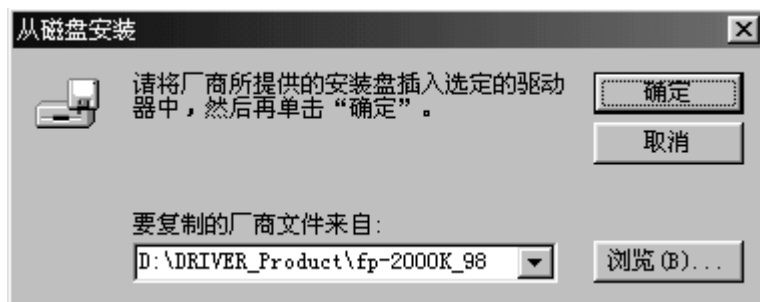 从磁盘安装
请将厂商所提供的安装盘插入选定的驱动
器中，然后再单击“确定”。
确定
取消
要复制的厂商文件来自:
D:\DRIVER_Product\fp-2000K_98
浏览(B)...